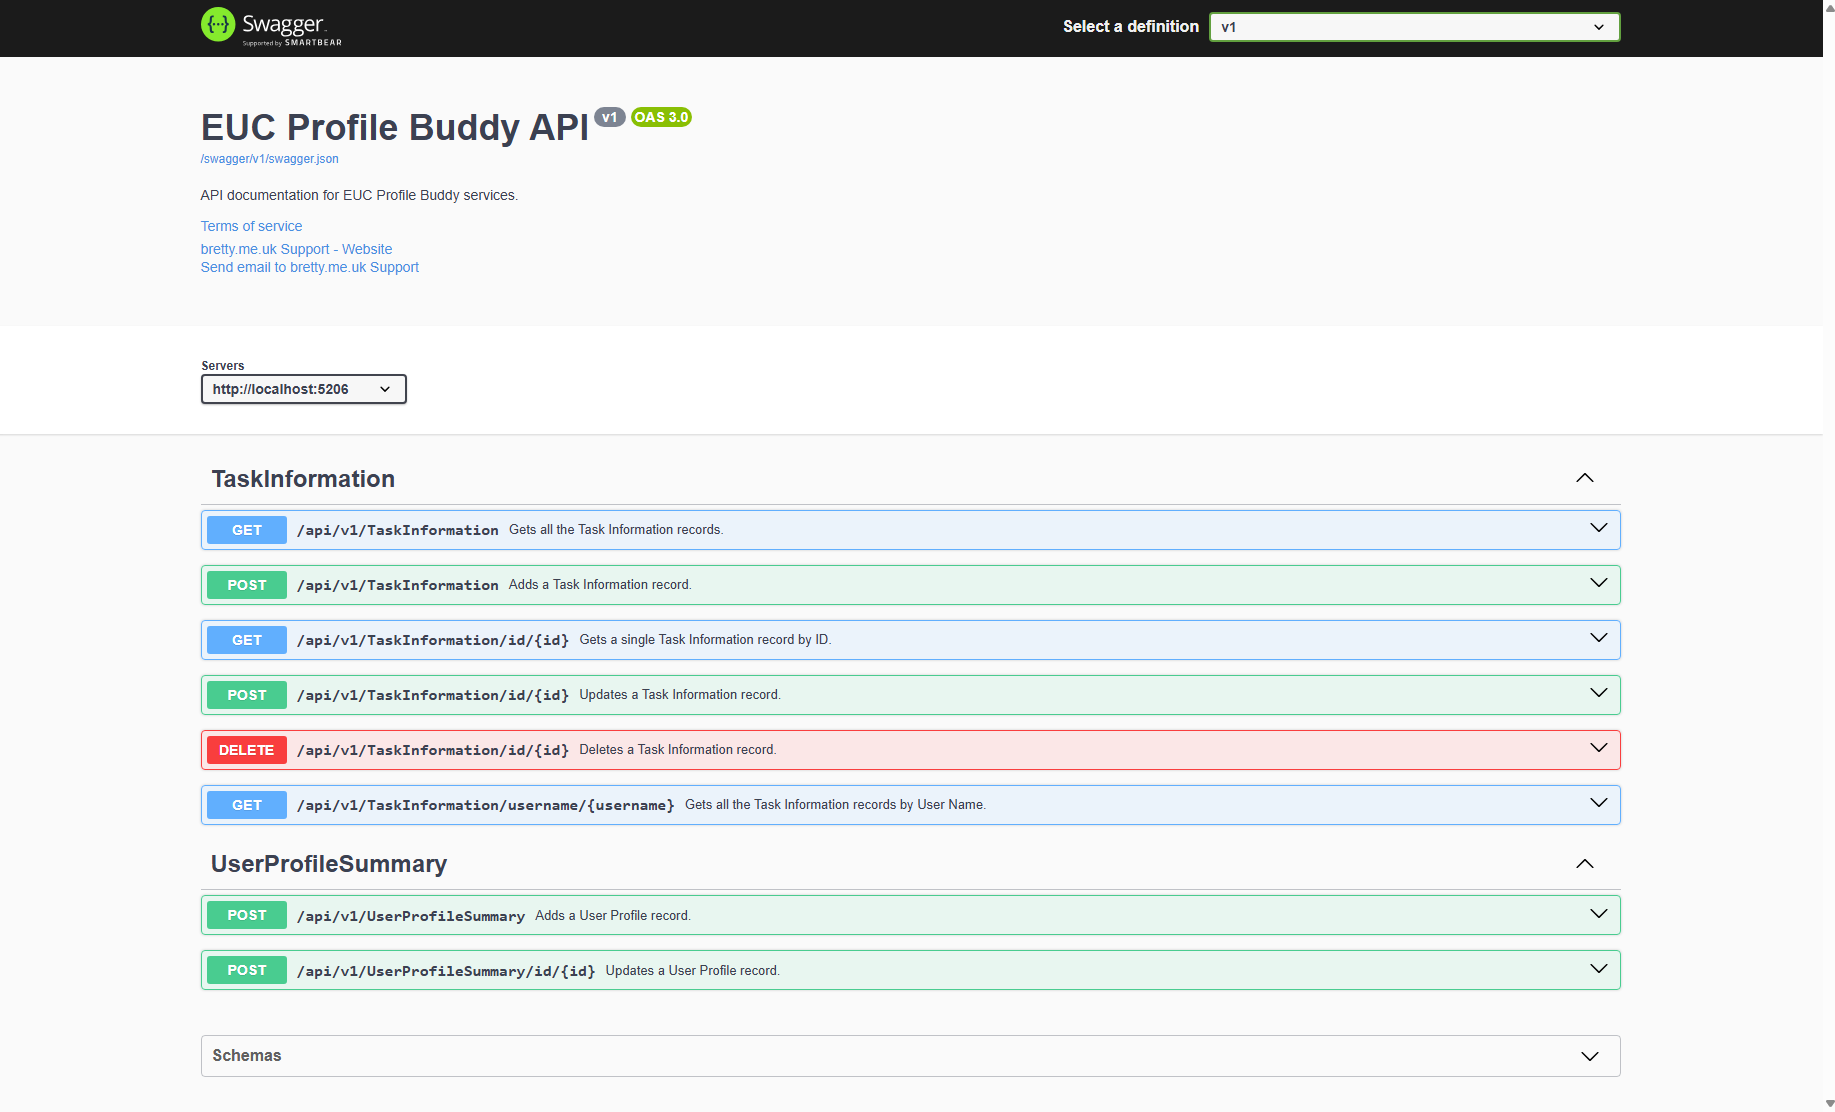 Swagger
Supported by SMARTBEAR
Select a definition
v1
EUC Profile Buddy API v1 OAS 3.0
/swagger/v1/swagger.json
API documentation for EUC Profile Buddy services.
Terms of service
bretty.me.uk Support - Website
Send email to bretty.me.uk Support
Servers
http://localhost:5206
TaskInformation
GET /api/v1/TaskInformation Gets all the Task Information records.
POST /api/v1/TaskInformation Adds a Task Information record.
GET /api/v1/TaskInformation/id/{id} Gets a single Task Information record by ID.
POST /api/v1/TaskInformation/id/{id} Updates a Task Information record.
DELETE /api/v1/TaskInformation/id/{id} Deletes a Task Information record.
GET /api/v1/TaskInformation/username/{username} Gets all the Task Information records by User Name.
UserProfileSummary
POST /api/v1/UserProfileSummary Adds a User Profile record.
POST /api/v1/UserProfileSummary/id/{id} Updates a User Profile record.
Schemas